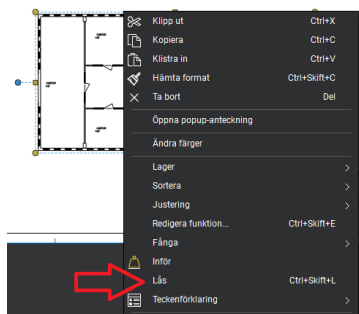 Klipp ut Ctrl+X
Kopiera Ctrl+C
Klistra in Ctrl+V
Hämta format Ctrl+Skift+C
Ta bort Del
Öppna popup-anteckning
Ändra färger
Lager
Sortera
Justering
Redigera funktion... Ctrl+Skift+E
Fånga
Inför
Lås Ctrl+Skift+L
Teckenförklaring